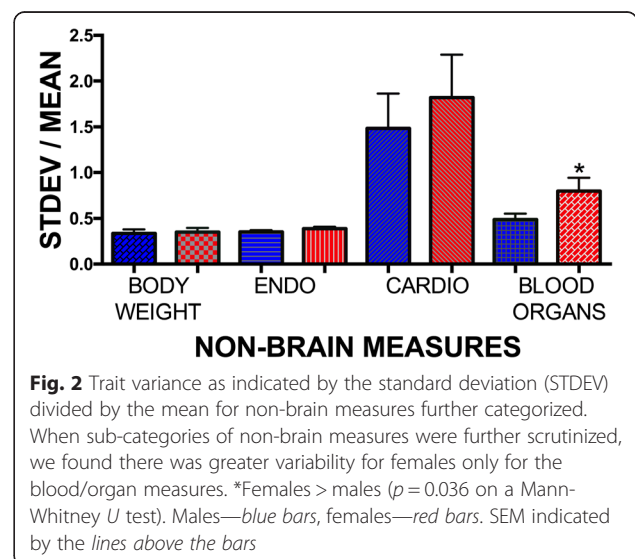 2.5
2.0
1.5
1.0
0.5
0.0
STDEV / MEAN
*
BODY WEIGHT
ENDO
CARDIO
BLOOD ORGANS
NON-BRAIN MEASURES
Fig. 2 Trait variance as indicated by the standard deviation (STDEV)
divided by the mean for non-brain measures further categorized.
When sub-categories of non-brain measures were further scrutinized,
we found there was greater variability for females only for the
blood/organ measures. *Females > males (p = 0.036 on a Mann-
Whitney U test). Males—blue bars, females—red bars. SEM indicated
by the lines above the bars